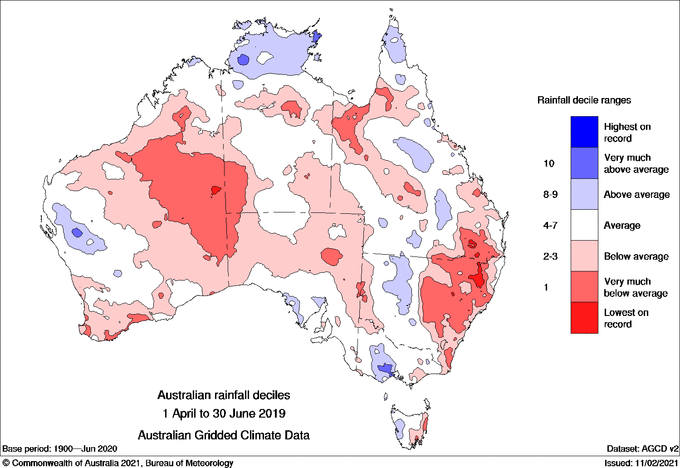 Rainfall decile ranges
Highest on
record
10
Very much
above average
8-9
Above average
4-7
Average
2-3
Below average
1
Very much
below average
Lowest on
record
Australian rainfall deciles
1 April to 30 June 2019
Australian Gridded Climate Data
Base period: 1900—Jun 2020
Dataset: AGCD v2
© Commonwealth of Australia 2021, Bureau of Meteorology
Issued: 11/02/2021